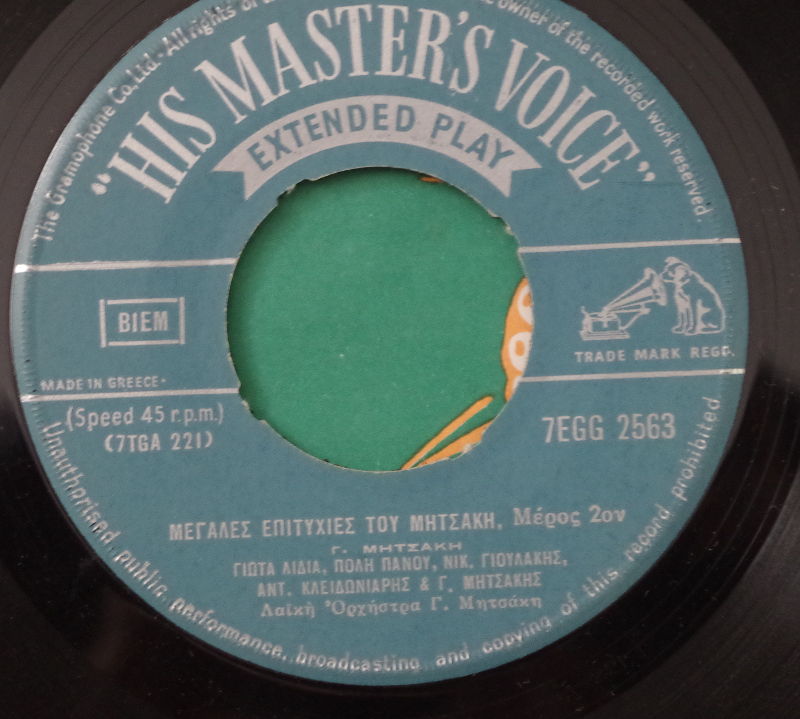 The Gramophone Co., Ltd. All rights of
owner of the recorded work reserved.
"HIS MASTER'S VOICE"
EXTENDED PLAY
BIEM
TRADE MARK REGD.
MADE IN GREECE
(Speed 45 r.p.m.)
(7TGA 221)
7EGG 2563
ΜΕΓΑΛΕΣ ΕΠΙΤΥΧΙΕΣ ΤΟΥ ΜΗΤΣΑΚΗ, Μέρος 2ον
Γ. ΜΗΤΣΑΚΗ
ΓΙΩΤΑ ΛΙΔΙΑ, ΠΟΛΗ ΠΑΝΟΥ, ΝΙΚ. ΓΙΟΥΛΑΚΗΣ,
ΑΝΤ. ΚΛΕΙΔΩΝΙΑΡΗΣ & Γ. ΜΗΤΣΑΚΗΣ
Λαϊκὴ Ὀρχήστρα Γ. Μητσάκη
Unauthorised public performance, broadcasting and copying of this record prohibited